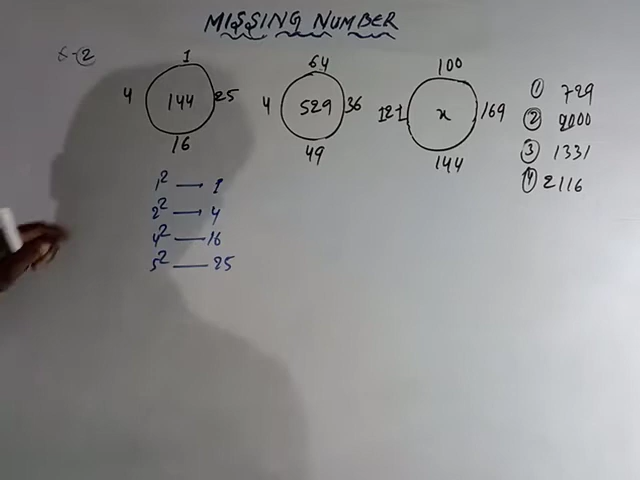 MISSING NUMBER
1 64 100
4 144 25 4 529 36 121 x 169
16 49 144
① 729
② 2000
③ 1331
④ 2116
1² — 1
2² — 4
4² — 16
5² — 25